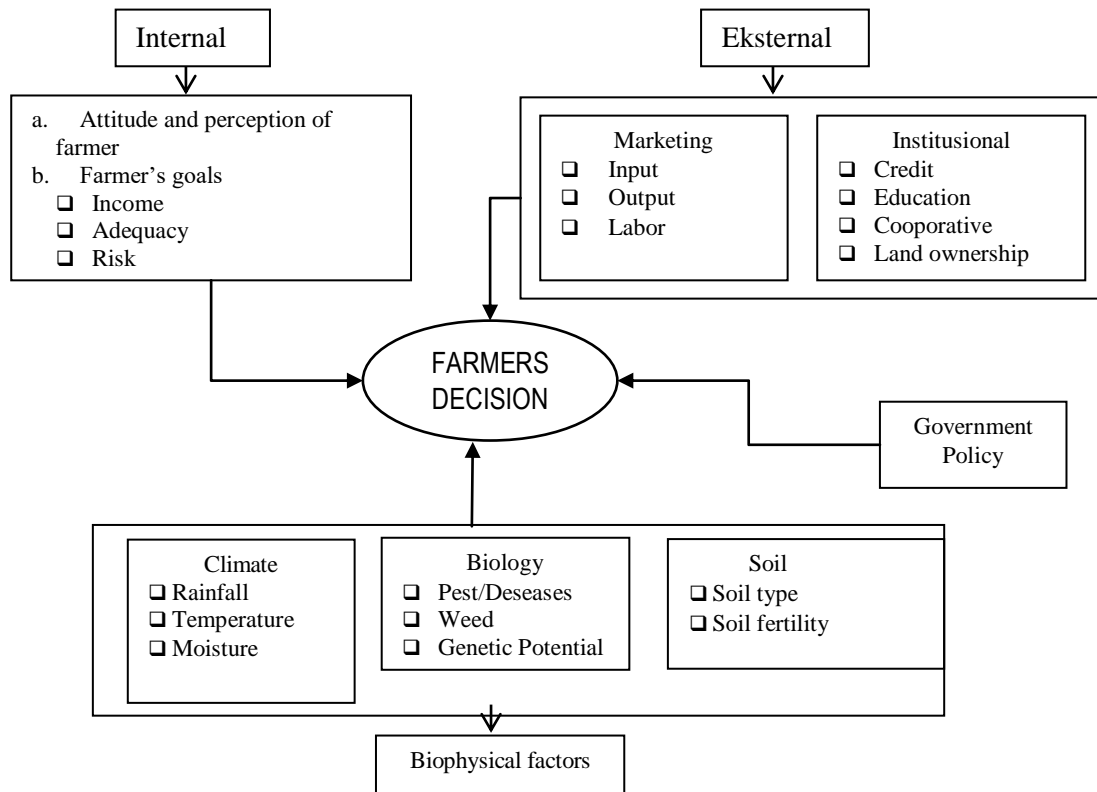 Internal
Eksternal
a. Attitude and perception of
farmer
b. Farmer's goals
❑ Income
❑ Adequacy
❑ Risk
Marketing
❑ Input
❑ Output
❑ Labor
Institusional
❑ Credit
❑ Education
❑ Cooporative
❑ Land ownership
FARMERS
DECISION
Government
Policy
Climate
❑ Rainfall
❑ Temperature
❑ Moisture
Biology
❑ Pest/Deseases
❑ Weed
❑ Genetic Potential
Soil
❑ Soil type
❑ Soil fertility
Biophysical factors